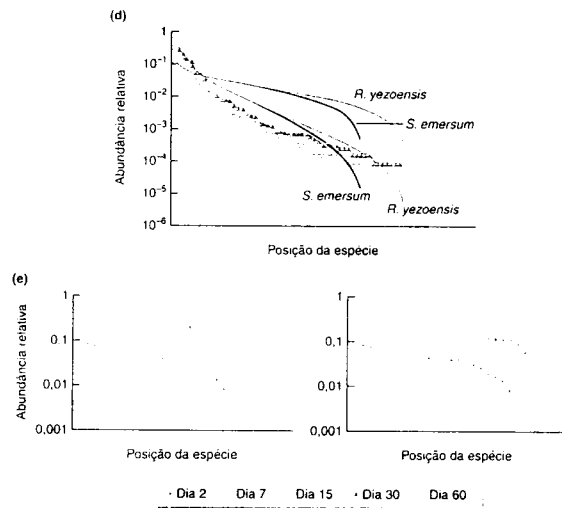 (d)
Abundância relativa
1
10⁻¹
10⁻²
10⁻³
10⁻⁴
10⁻⁵
10⁻⁶
R. yezoensis
S. emersum
S. emersum
R. yezoensis
Posição da espécie
(e)
Abundância relativa
1
0,1
0,01
0,001
Posição da espécie
1
0,1
0,01
0,001
Posição da espécie
Dia 2 Dia 7 Dia 15 Dia 30 Dia 60